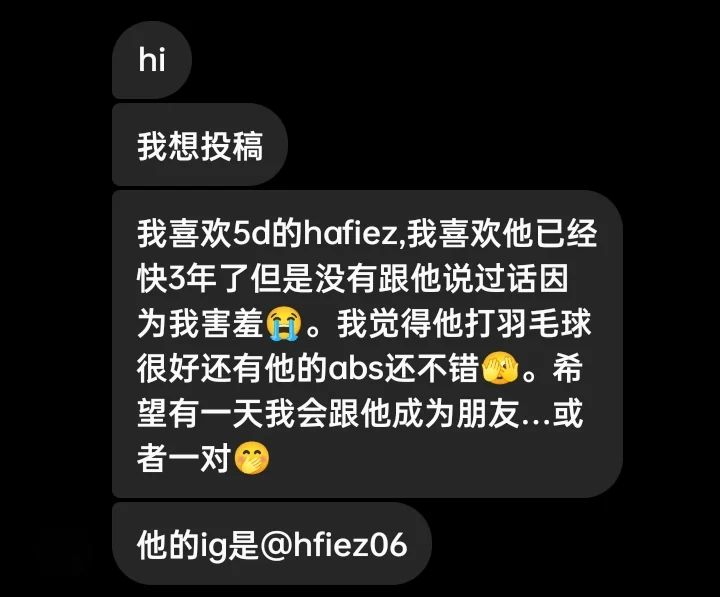 hi
我想投稿
我喜欢5d的hafiez,我喜欢他已经
快3年了但是没有跟他说过话因
为我害羞😭。我觉得他打羽毛球
很好还有他的abs还不错🫣。希
望有一天我会跟他成为朋友...或
者一对🤭
他的ig是@hfiez06